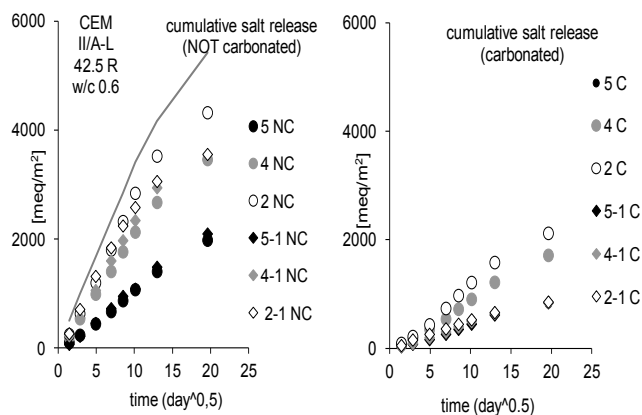 CEM
II/A-L
42.5 R
w/c 0.6
cumulative salt release
(NOT carbonated)
6000
4000
2000
0
[meq/m²]
0 5 10 15 20 25
time (day^0,5)
5 NC
4 NC
2 NC
5-1 NC
4-1 NC
2-1 NC
cumulative salt release
(carbonated)
6000
4000
2000
0
[meq/m²]
0 5 10 15 20 25
time (day^0.5)
5 C
4 C
2 C
5-1 C
4-1 C
2-1 C